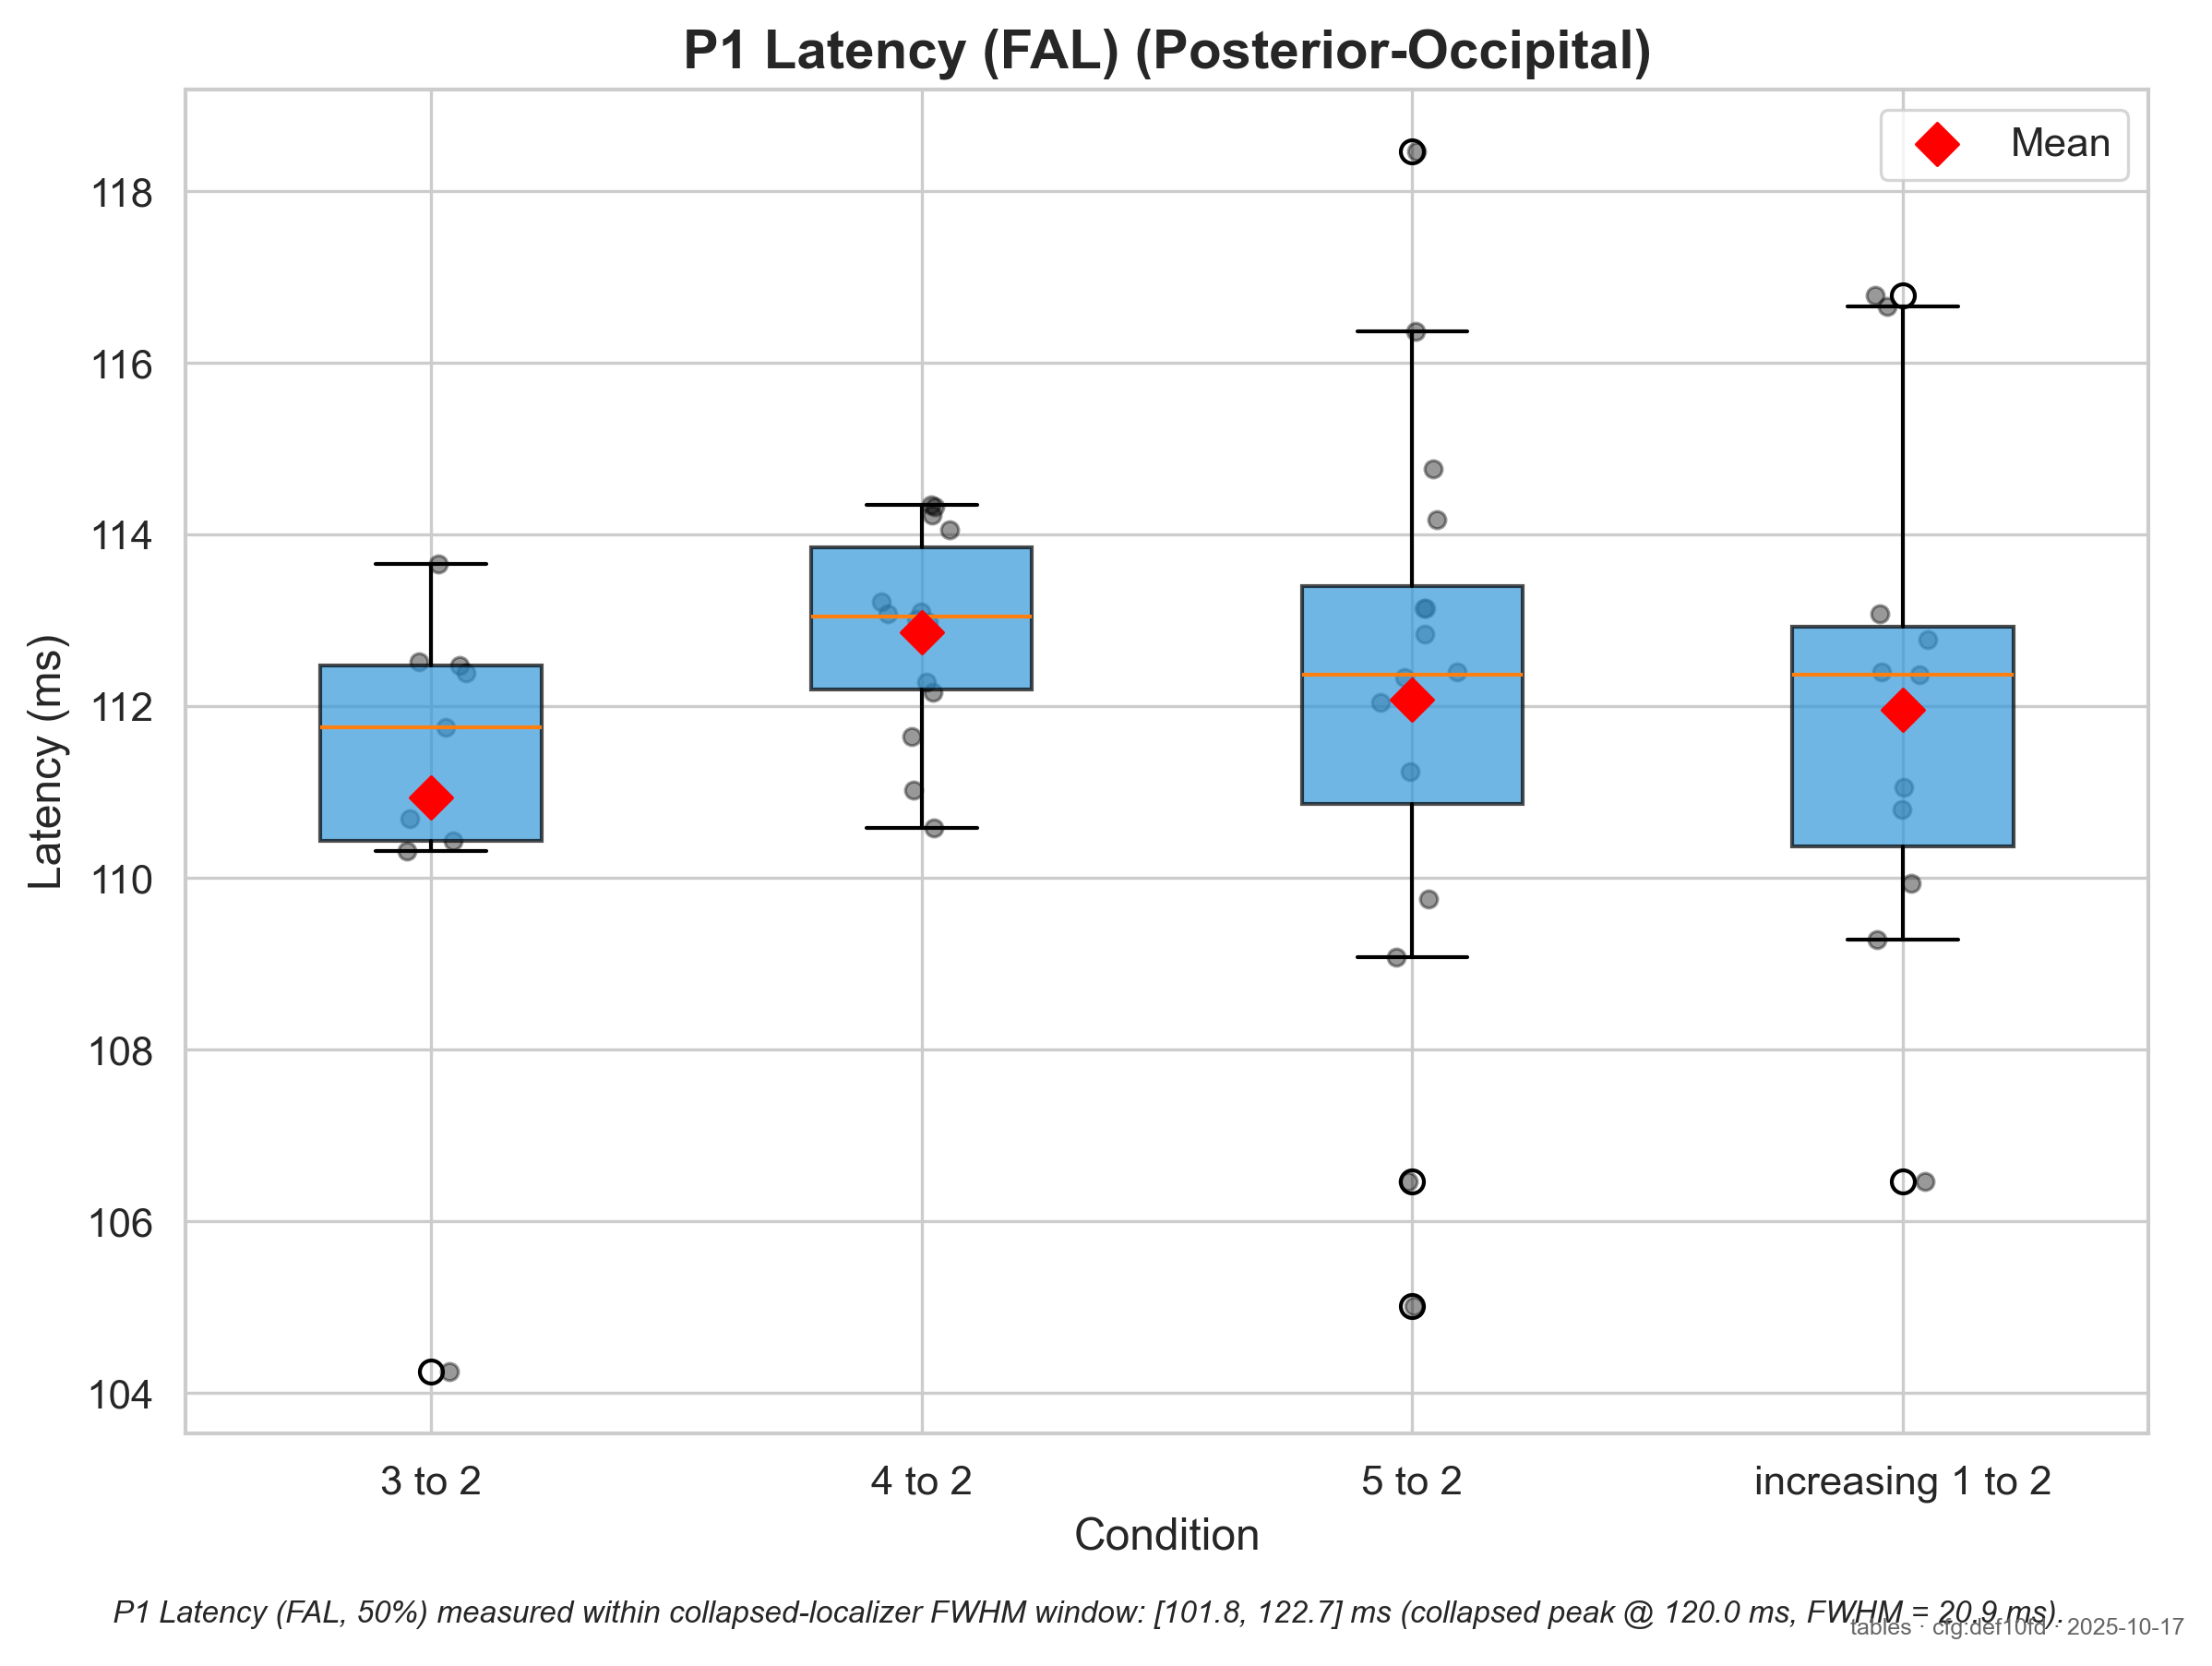 P1 Latency (FAL) (Posterior-Occipital)
Mean
118
116
114
112
110
108
106
104
Latency (ms)
3 to 2
4 to 2
5 to 2
increasing 1 to 2
Condition
P1 Latency (FAL, 50%) measured within collapsed-localizer FWHM window: [101.8, 122.7] ms (collapsed peak @ 120.0 ms, FWHM = 20.9 ms).
tables · cfg:def10fd · 2025-10-17